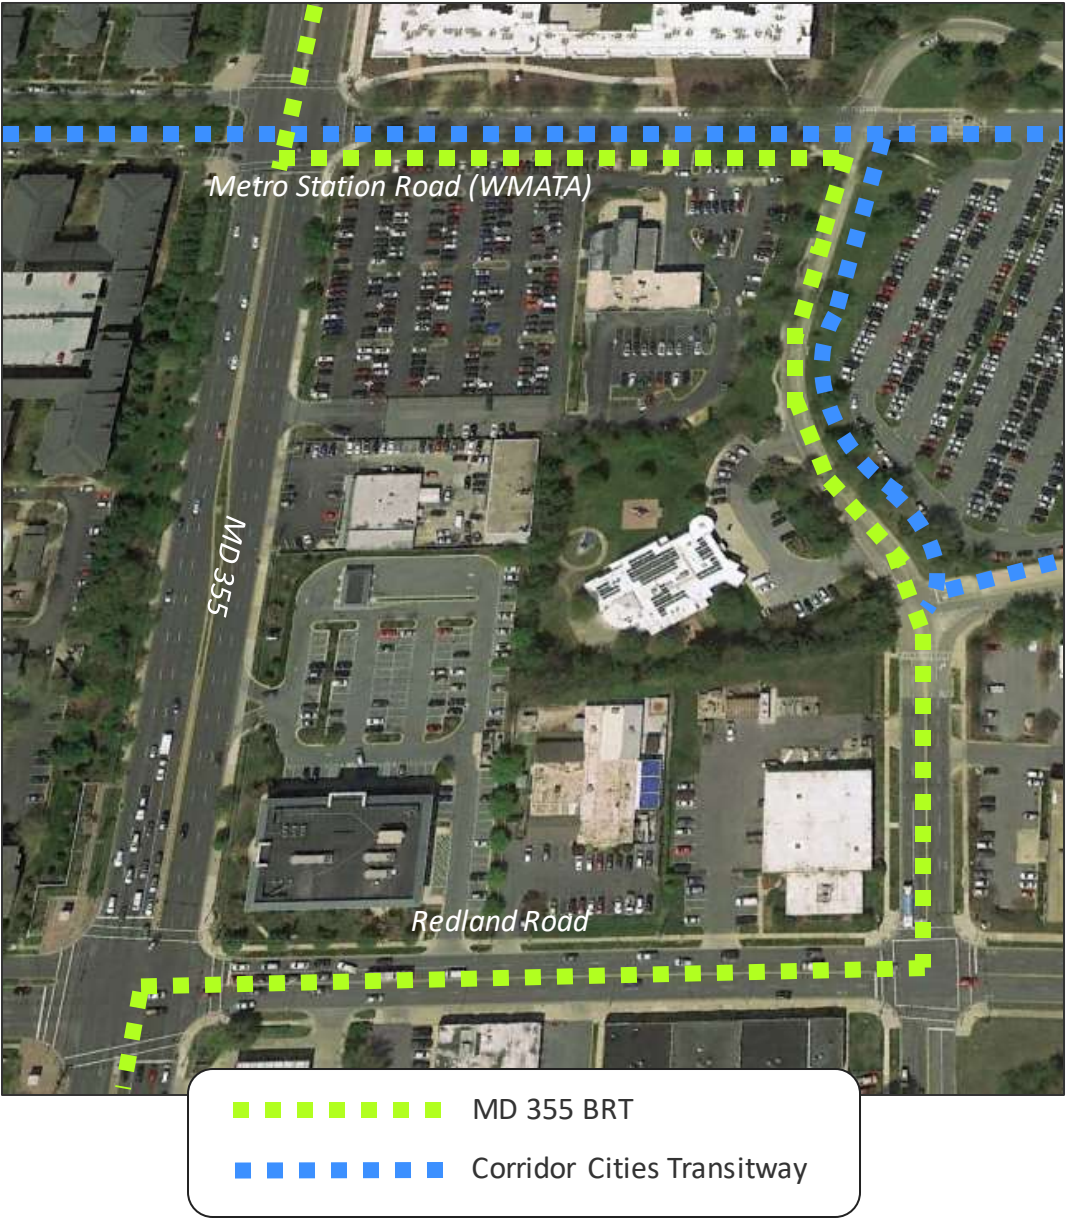 Metro Station Road (WMATA)
MD 355
Redland Road
MD 355 BRT
Corridor Cities Transitway